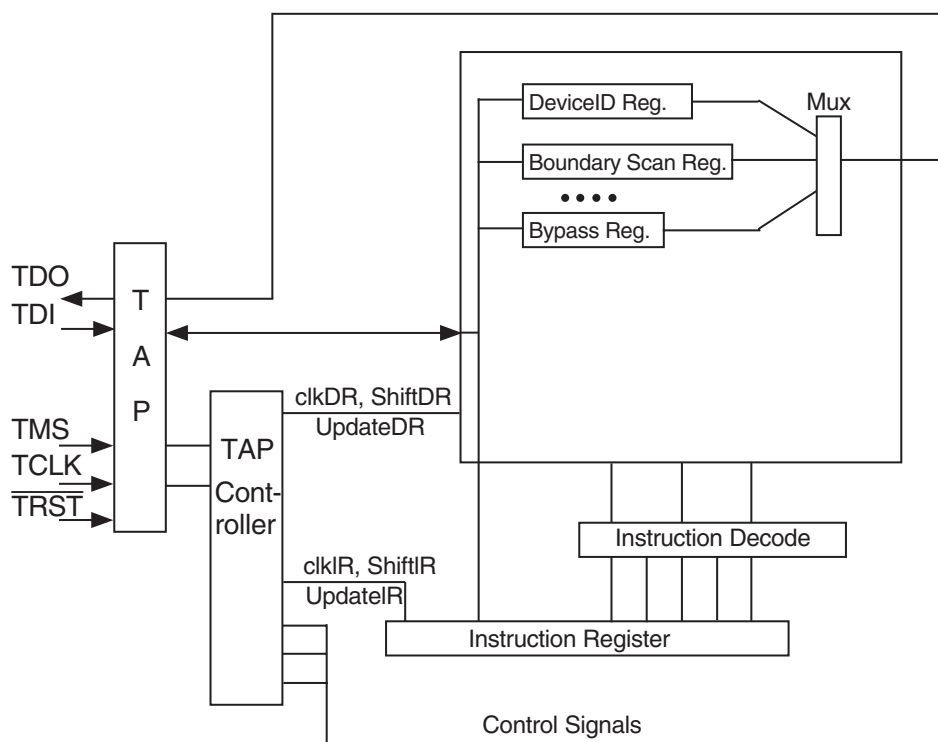 DeviceID Reg.
Mux
Boundary Scan Reg.
Bypass Reg.
TDO
TDI
T
A
P
TMS
TCLK
TRST
TAP
Cont-
roller
clkDR, ShiftDR
UpdateDR
Instruction Decode
clkIR, ShiftIR
UpdateIR
Instruction Register
Control Signals